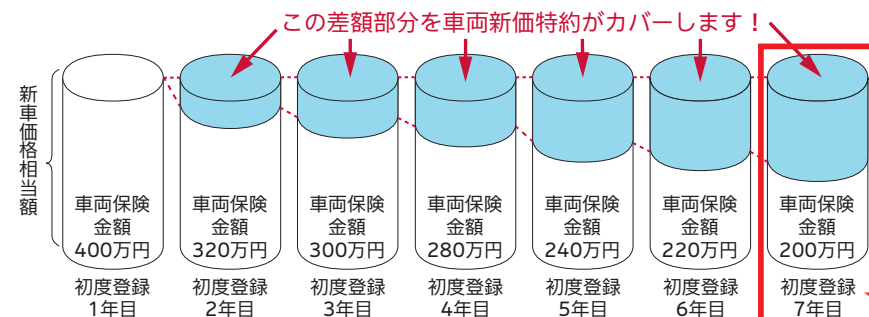 この差額部分を車両新価特約がカバーします！
新車価格相当額
車両保険
金額
400万円
初度登録
1年目
車両保険
金額
320万円
初度登録
2年目
車両保険
金額
300万円
初度登録
3年目
車両保険
金額
280万円
初度登録
4年目
車両保険
金額
240万円
初度登録
5年目
車両保険
金額
220万円
初度登録
6年目
車両保険
金額
200万円
初度登録
7年目